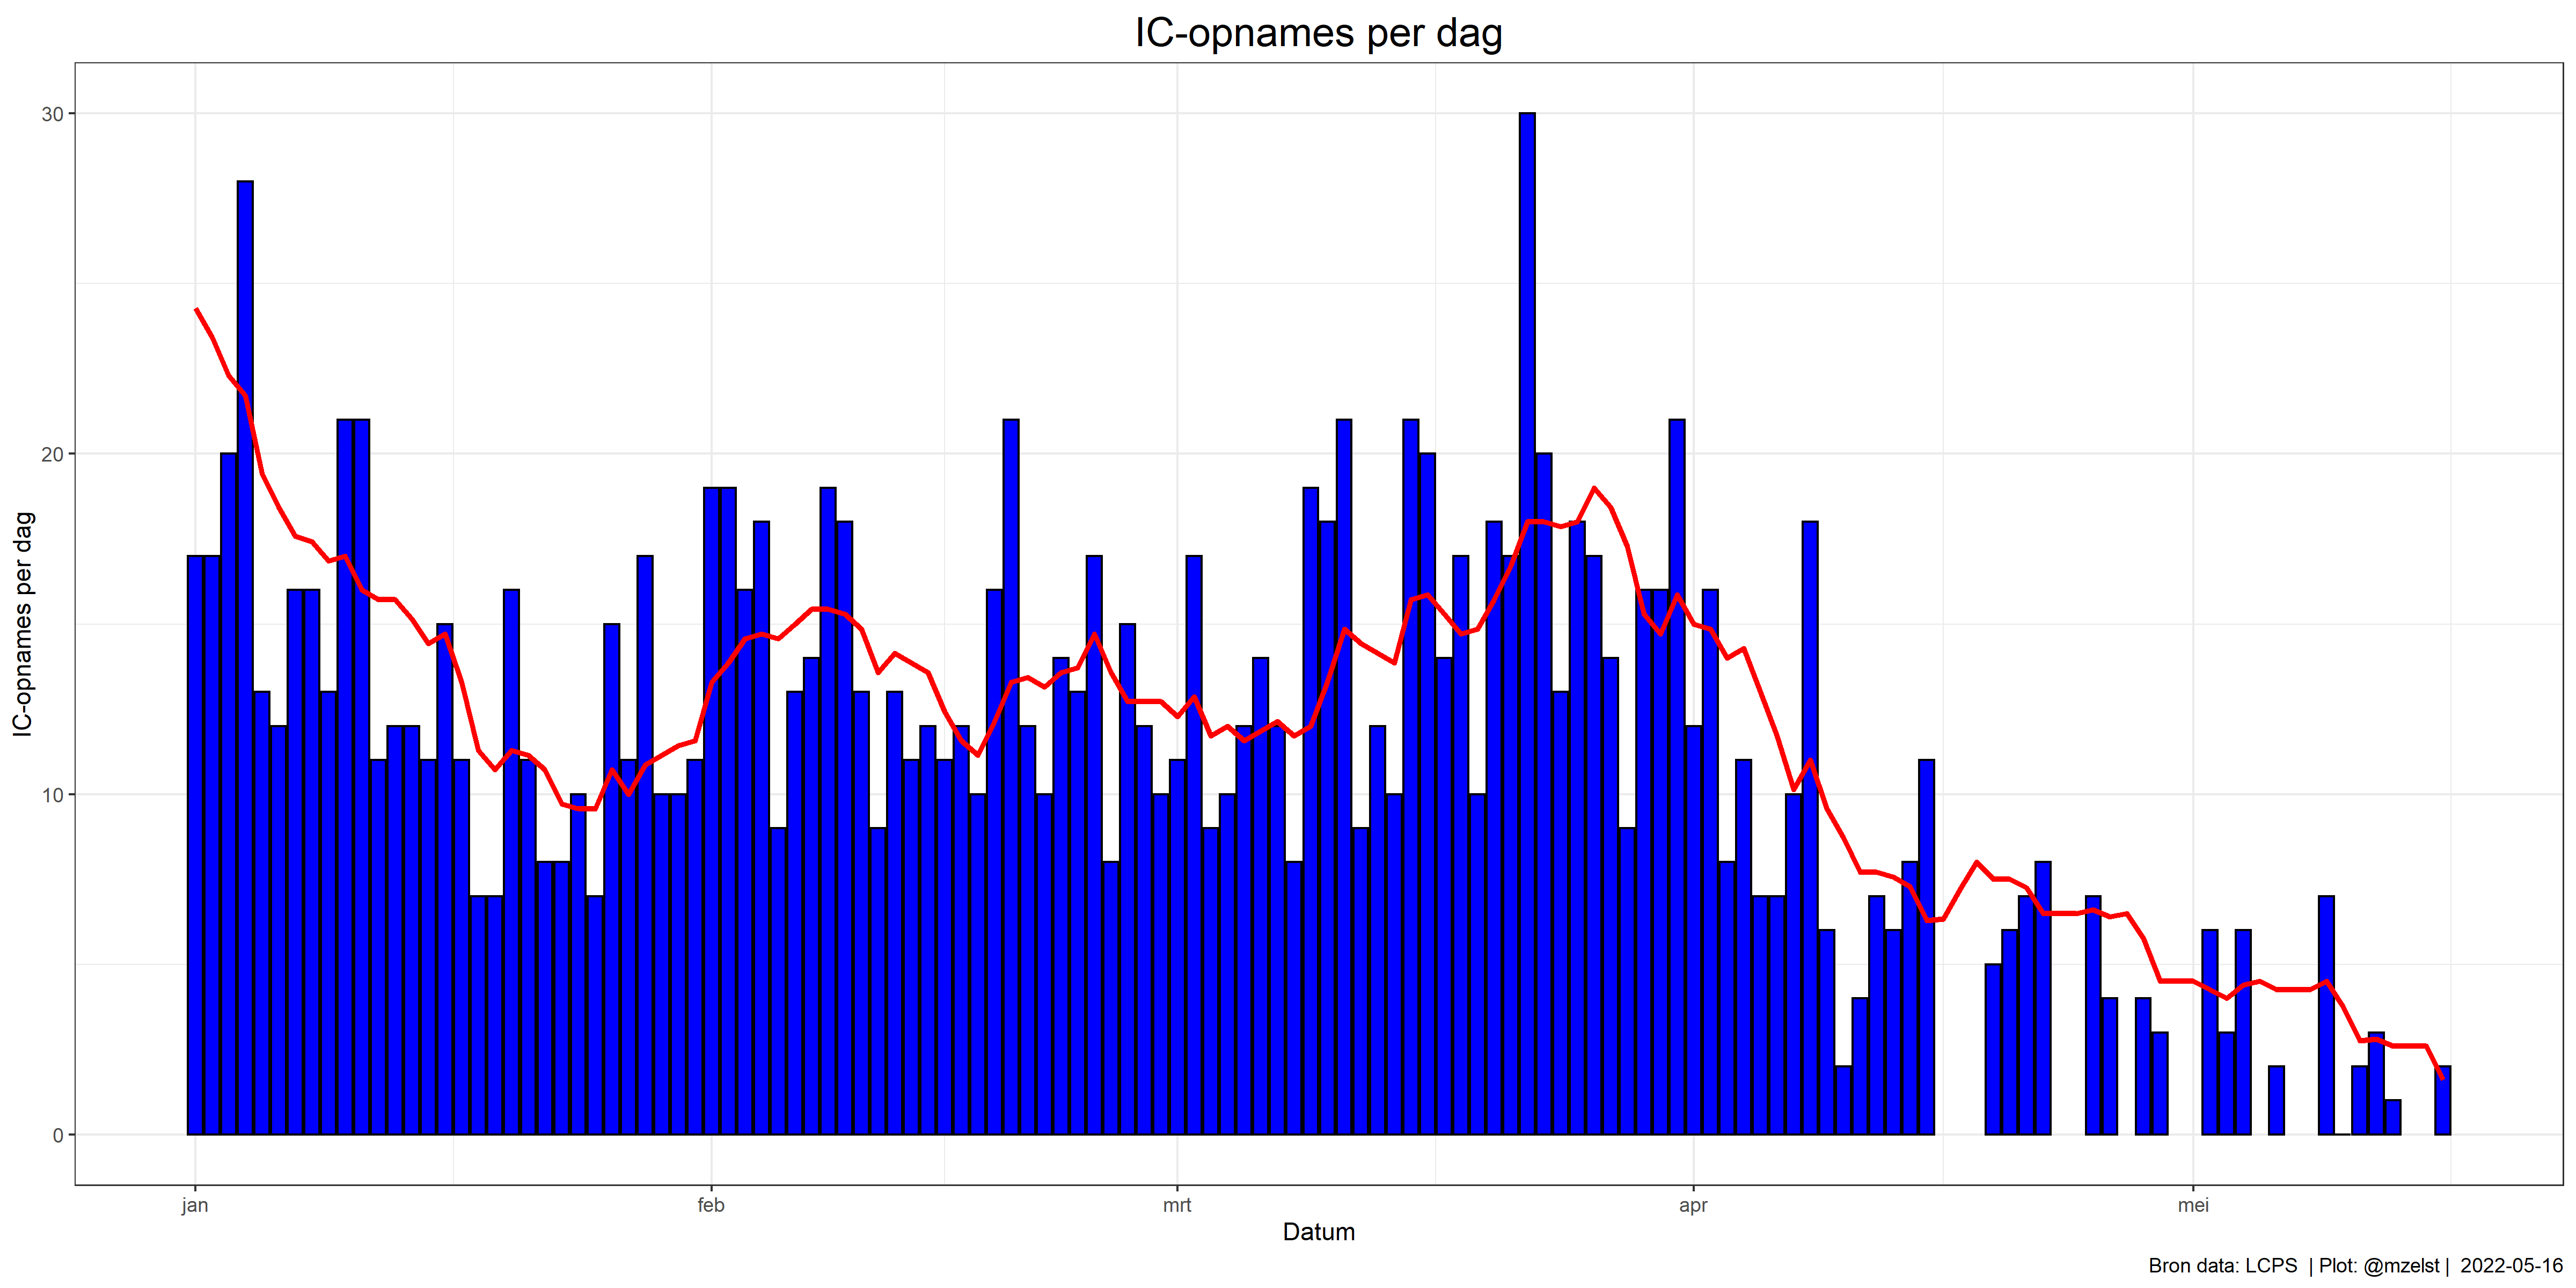 IC-opnames per dag
IC-opnames per dag
30
20
10
0
jan feb mrt apr mei
Datum
Bron data: LCPS | Plot: @mzelst | 2022-05-16